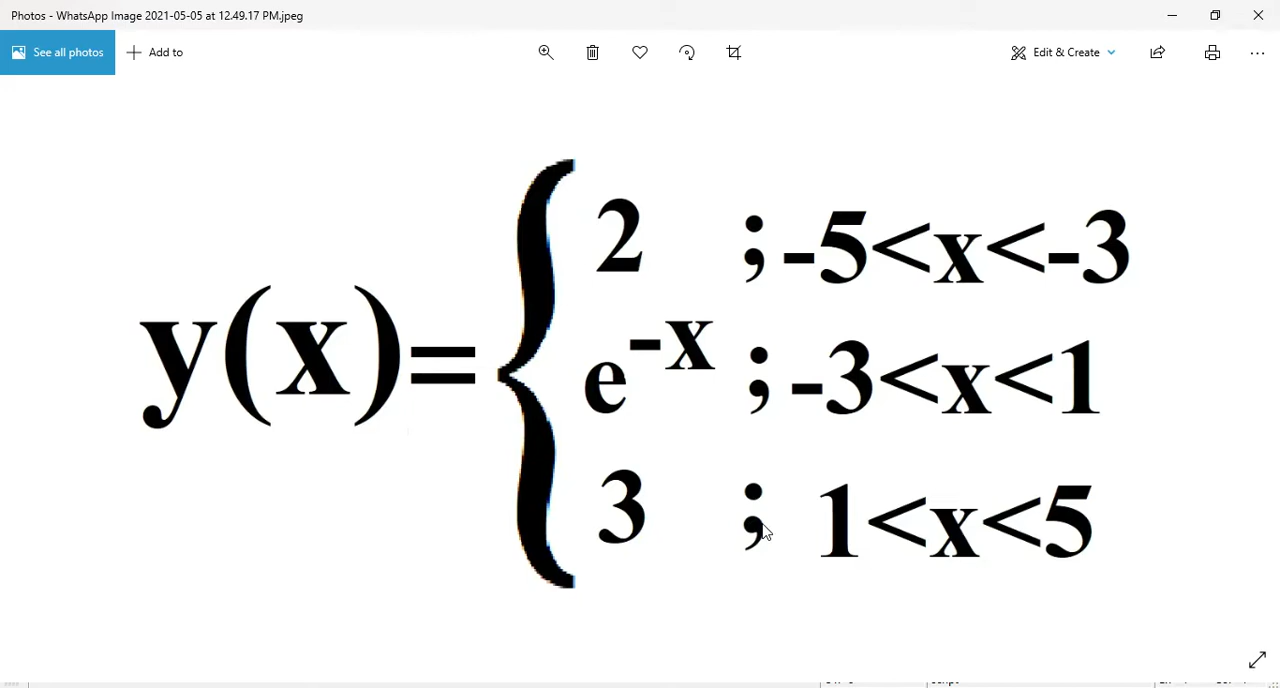 Photos - WhatsApp Image 2021-05-05 at 12.49.17 PM.jpeg
See all photos
Add to
Edit & Create
2 ; -5<x<-3
y(x)= e^-x ; -3<x<1
3 ; 1<x<5